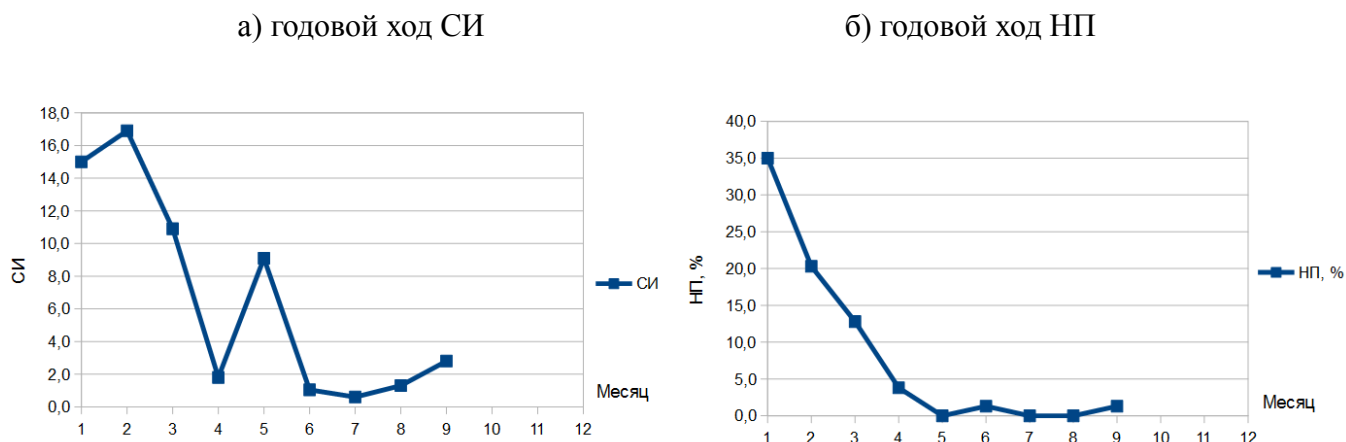 а) годовой ход СИ
б) годовой ход НП
18,0
16,0
14,0
12,0
10,0
8,0
6,0
4,0
2,0
0,0
СИ
1 2 3 4 5 6 7 8 9 10 11 12
Месяц
СИ
40,0
35,0
30,0
25,0
20,0
15,0
10,0
5,0
0,0
НП, %
1 2 3 4 5 6 7 8 9 10 11 12
Месяц
НП, %